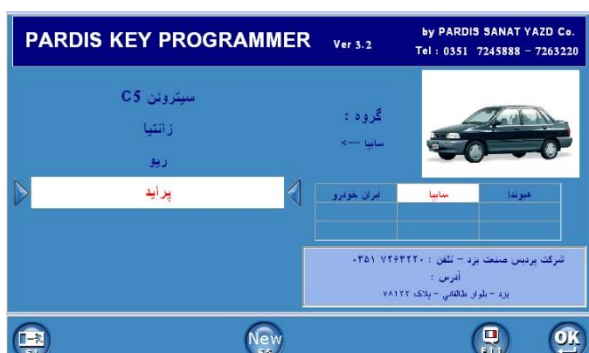 PARDIS KEY PROGRAMMER Ver 3.2
by PARDIS SANAT YAZD Co.
Tel : 0351 7245888 - 7263220
سیتروئن C5
زانتیا
ریو
پراید
گروه :
سایپا -->
هیوندا سایپا ایران خودرو
شرکت پردیس صنعت یزد - تلفن : ۷۲۶۳۲۲۰ ۰۳۵۱
آدرس :
یزد - بلوار طالقانی - پلاک ۷۸۱۲۲
New
OK